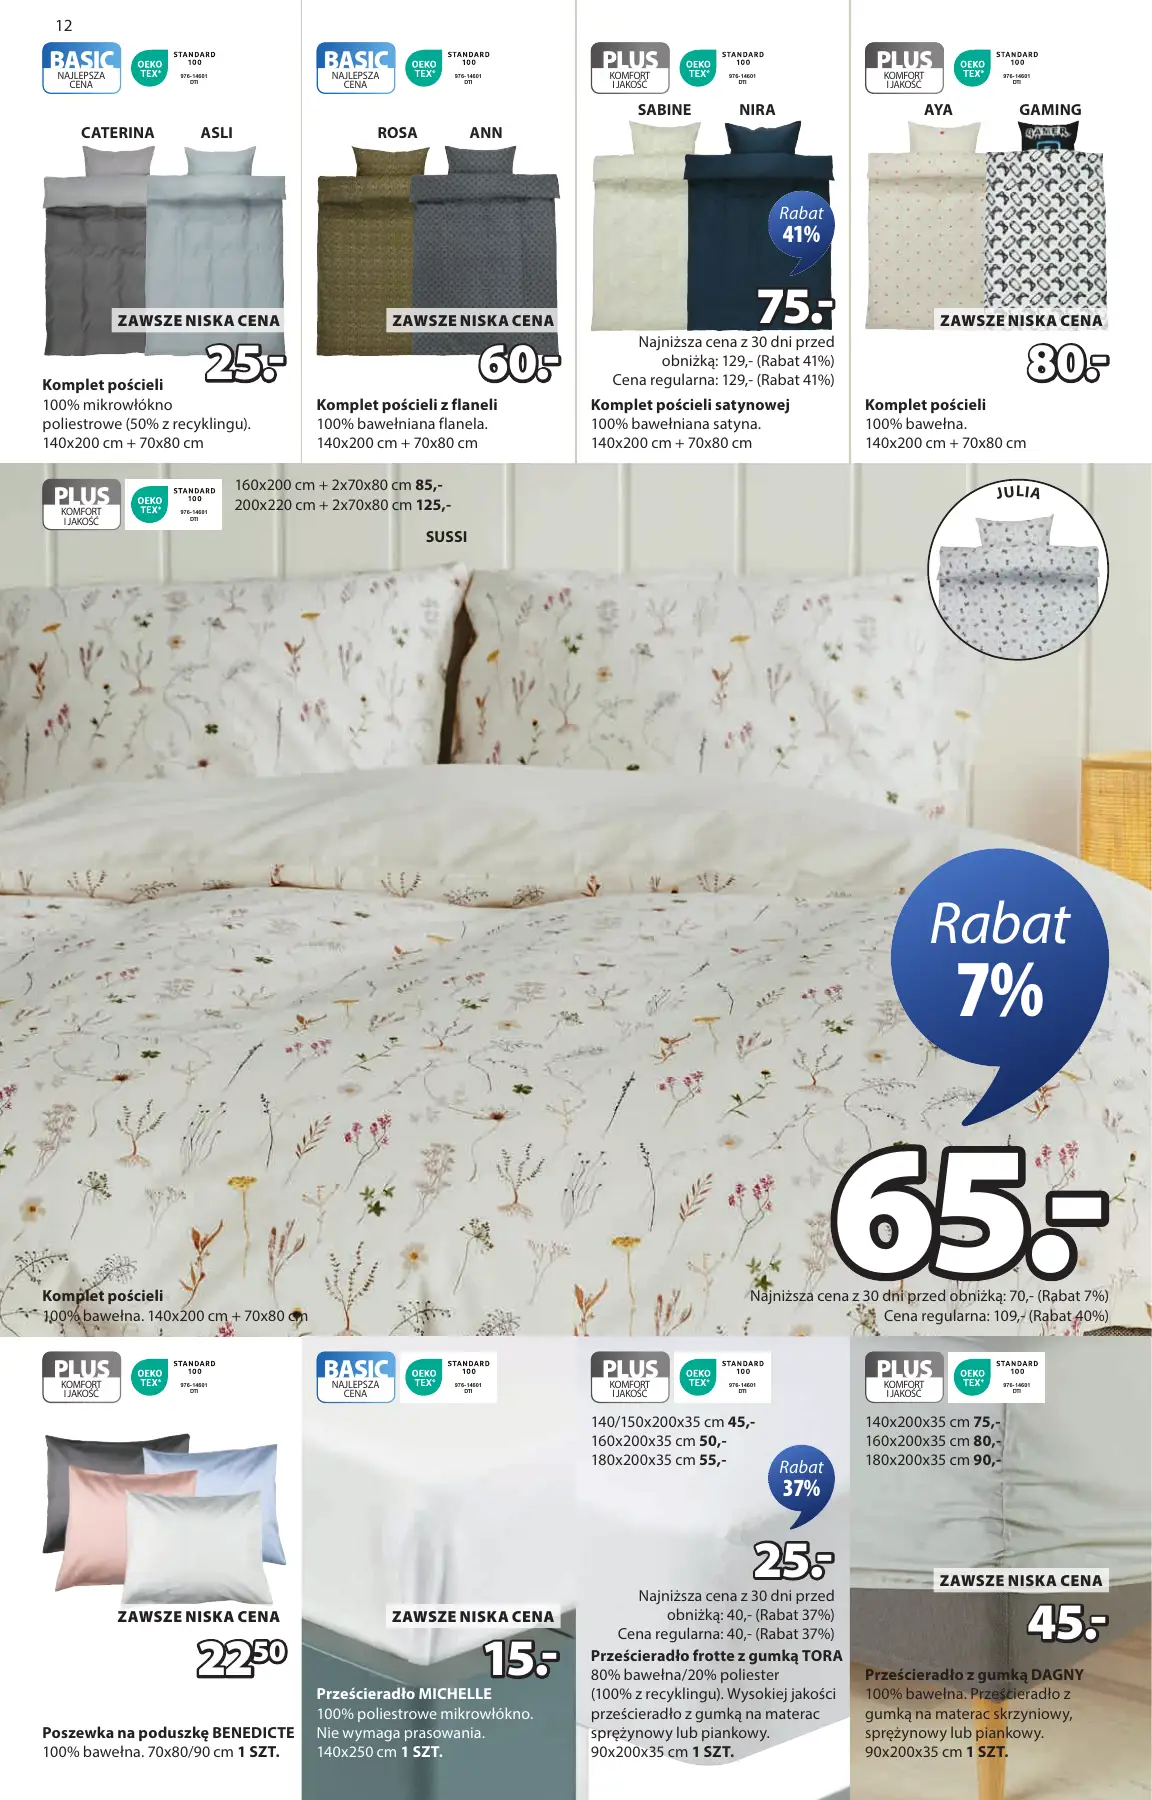 12
BASIC
NAJLEPSZA
CENA
OEKO
TEX®
STANDARD
100
976-14601
DTI
CATERINA ASLI
ZAWSZE NISKA CENA
25.-
Komplet pościeli
100% mikrowłókno
poliestrowe (50% z recyklingu).
140x200 cm + 70x80 cm
BASIC
NAJLEPSZA
CENA
OEKO
TEX®
STANDARD
100
976-14601
DTI
ROSA ANN
ZAWSZE NISKA CENA
60.-
Komplet pościeli z flaneli
100% bawełniana flanela.
140x200 cm + 70x80 cm
PLUS
KOMFORT
I JAKOŚĆ
OEKO
TEX®
STANDARD
100
976-14601
DTI
SABINE NIRA
Rabat
41%
75.-
Najniższa cena z 30 dni przed
obniżką: 129,- (Rabat 41%)
Cena regularna: 129,- (Rabat 41%)
Komplet pościeli satynowej
100% bawełniana satyna.
140x200 cm + 70x80 cm
PLUS
KOMFORT
I JAKOŚĆ
OEKO
TEX®
STANDARD
100
976-14601
DTI
AYA GAMING
GAMER
ZAWSZE NISKA CENA
80.-
Komplet pościeli
100% bawełna.
140x200 cm + 70x80 cm
PLUS
KOMFORT
I JAKOŚĆ
OEKO
TEX®
STANDARD
100
976-14601
DTI
160x200 cm + 2x70x80 cm 85,-
200x220 cm + 2x70x80 cm 125,-
SUSSI
JULIA
Rabat
7%
65.-
Najniższa cena z 30 dni przed obniżką: 70,- (Rabat 7%)
Cena regularna: 109,- (Rabat 40%)
Komplet pościeli
100% bawełna. 140x200 cm + 70x80 cm
PLUS
KOMFORT
I JAKOŚĆ
OEKO
TEX®
STANDARD
100
976-14601
DTI
ZAWSZE NISKA CENA
2250
Poszewka na poduszkę BENEDICTE
100% bawełna. 70x80/90 cm 1 SZT.
BASIC
NAJLEPSZA
CENA
OEKO
TEX®
STANDARD
100
976-14601
DTI
ZAWSZE NISKA CENA
15.-
Prześcieradło MICHELLE
100% poliestrowe mikrowłókno.
Nie wymaga prasowania.
140x250 cm 1 SZT.
PLUS
KOMFORT
I JAKOŚĆ
OEKO
TEX®
STANDARD
100
976-14601
DTI
140/150x200x35 cm 45,-
160x200x35 cm 50,-
180x200x35 cm 55,-
Rabat
37%
25.-
Najniższa cena z 30 dni przed
obniżką: 40,- (Rabat 37%)
Cena regularna: 40,- (Rabat 37%)
Prześcieradło frotte z gumką TORA
80% bawełna/20% poliester
(100% z recyklingu). Wysokiej jakości
prześcieradło z gumką na materac
sprężynowy lub piankowy.
90x200x35 cm 1 SZT.
PLUS
KOMFORT
I JAKOŚĆ
OEKO
TEX®
STANDARD
100
976-14601
DTI
140x200x35 cm 75,-
160x200x35 cm 80,-
180x200x35 cm 90,-
ZAWSZE NISKA CENA
45.-
Prześcieradło z gumką DAGNY
100% bawełna. Prześcieradło z
gumką na materac skrzyniowy,
sprężynowy lub piankowy.
90x200x35 cm 1 SZT.